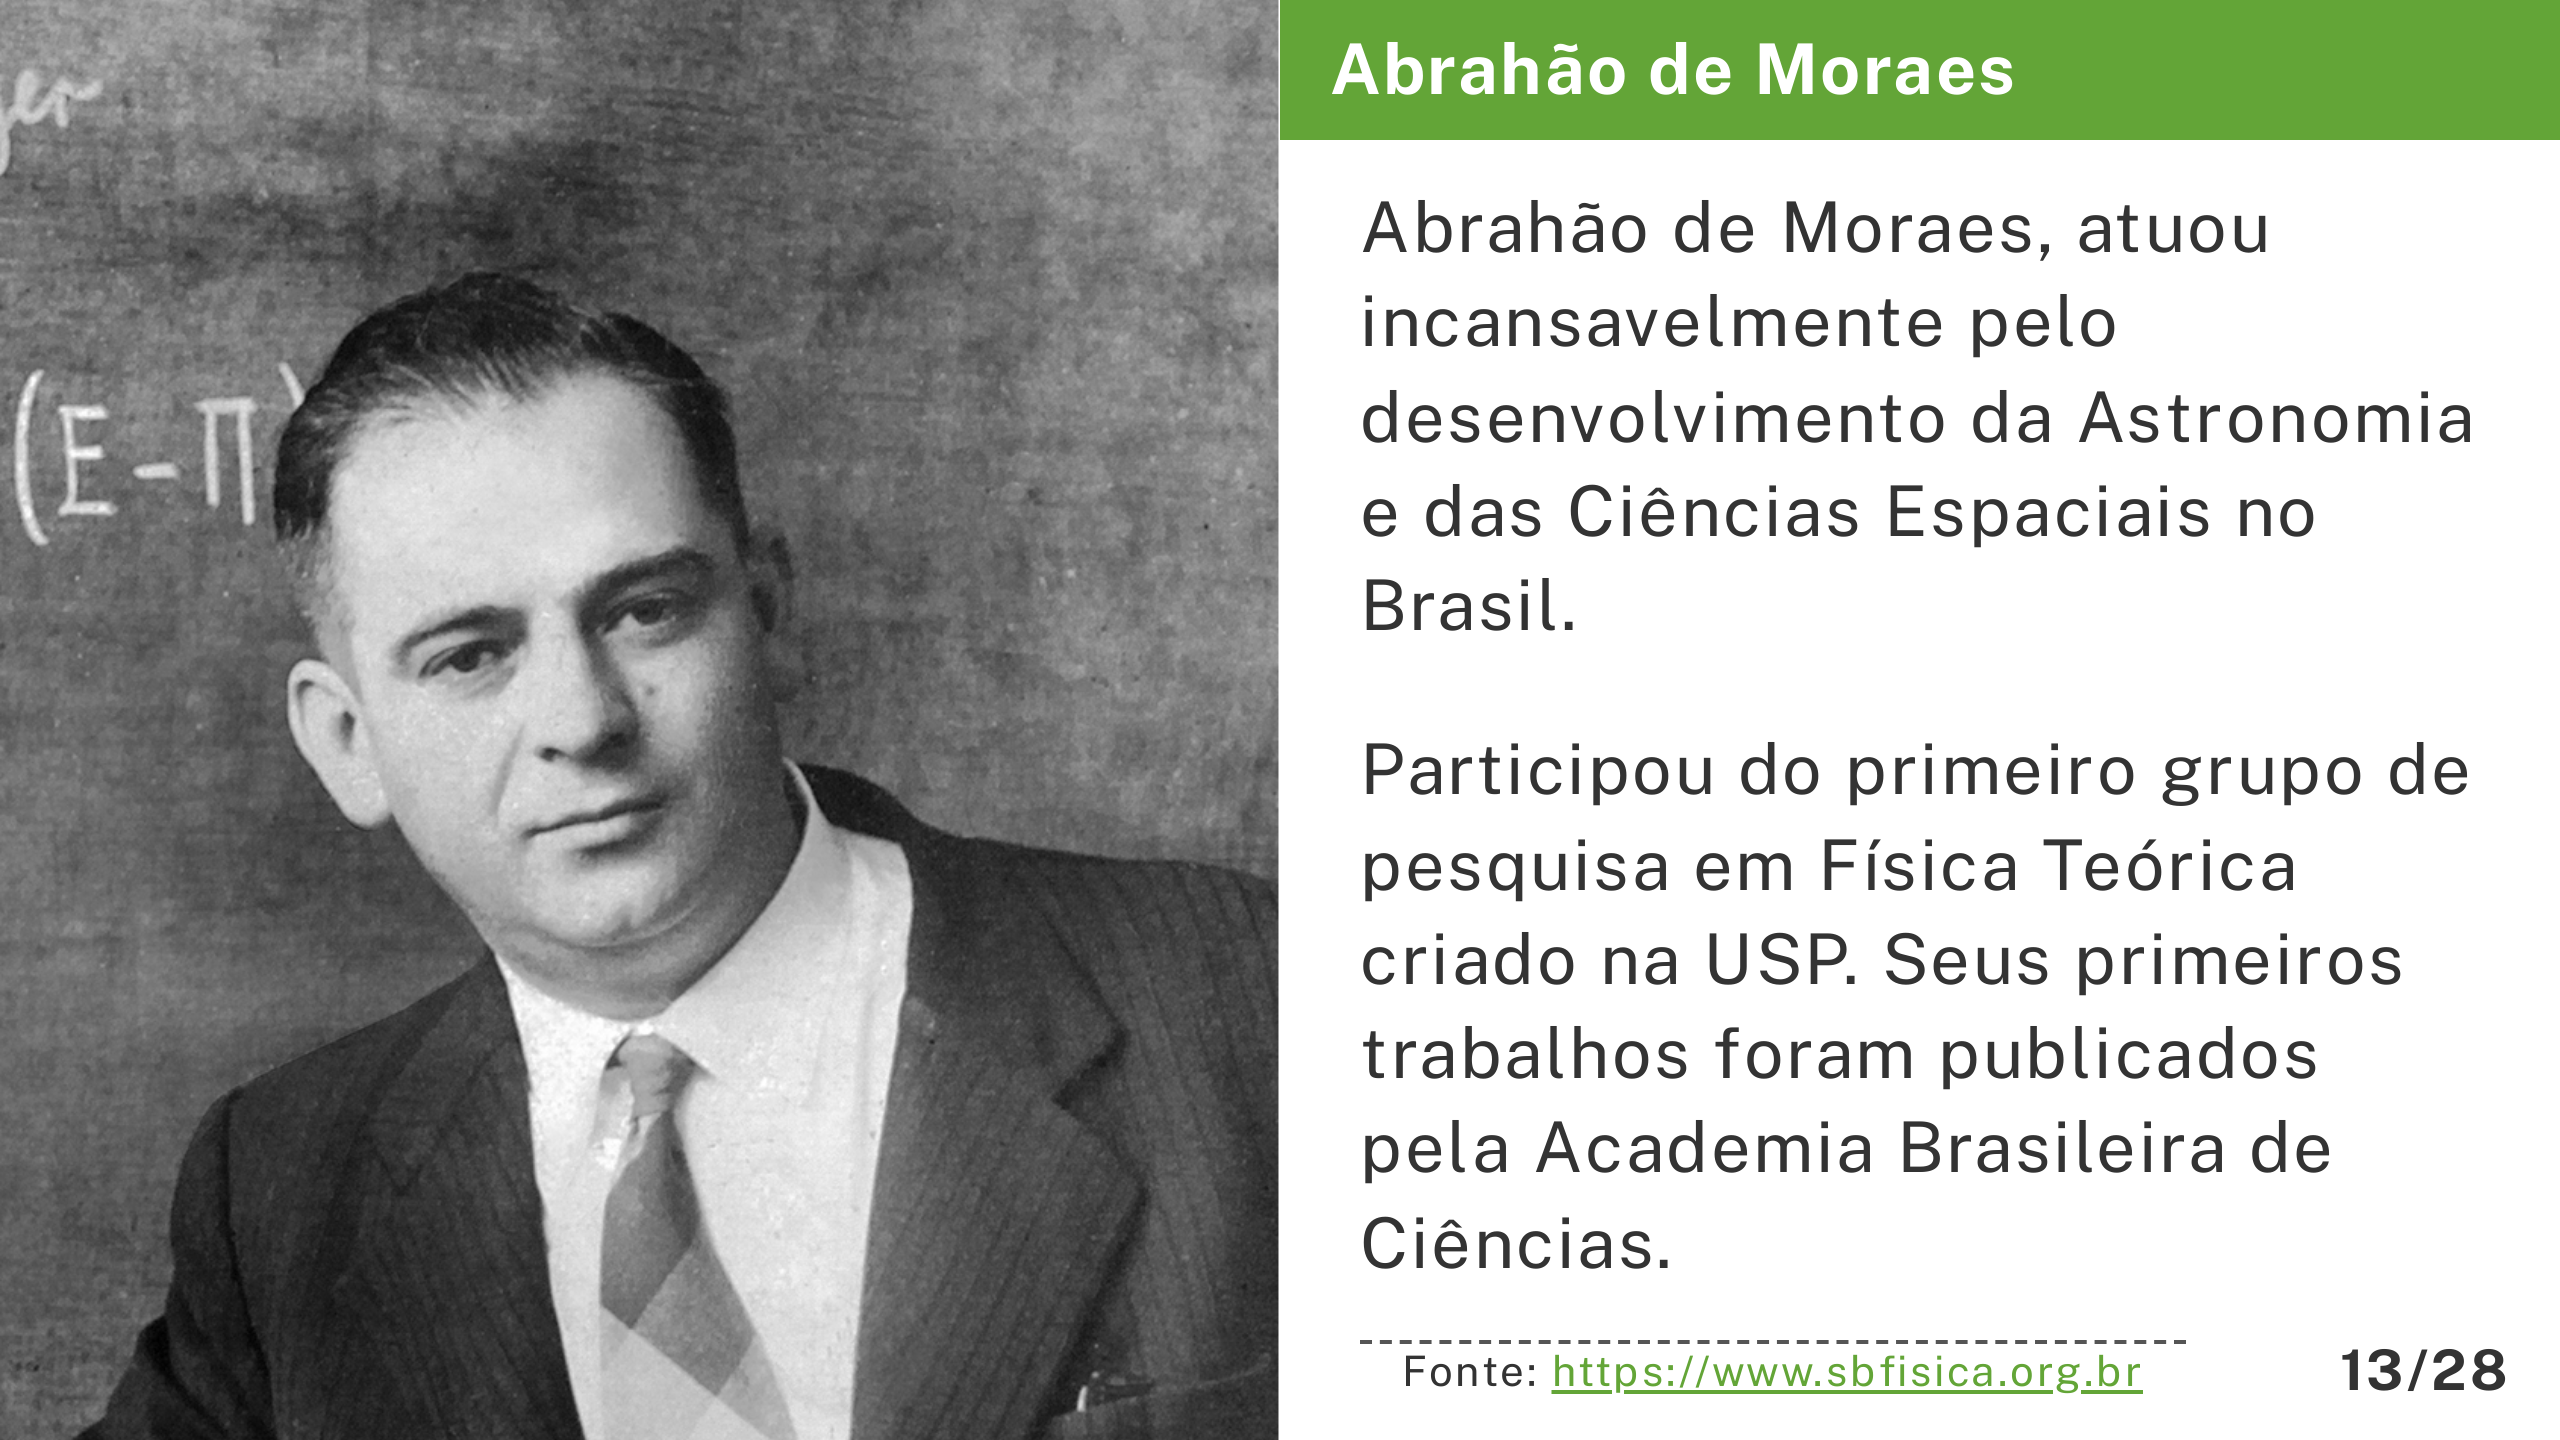 ger
(E-Π)
Abrahão de Moraes
Abrahão de Moraes, atuou
incansavelmente pelo
desenvolvimento da Astronomia
e das Ciências Espaciais no
Brasil.
Participou do primeiro grupo de
pesquisa em Física Teórica
criado na USP. Seus primeiros
trabalhos foram publicados
pela Academia Brasileira de
Ciências.
Fonte: https://www.sbfisica.org.br
13/28